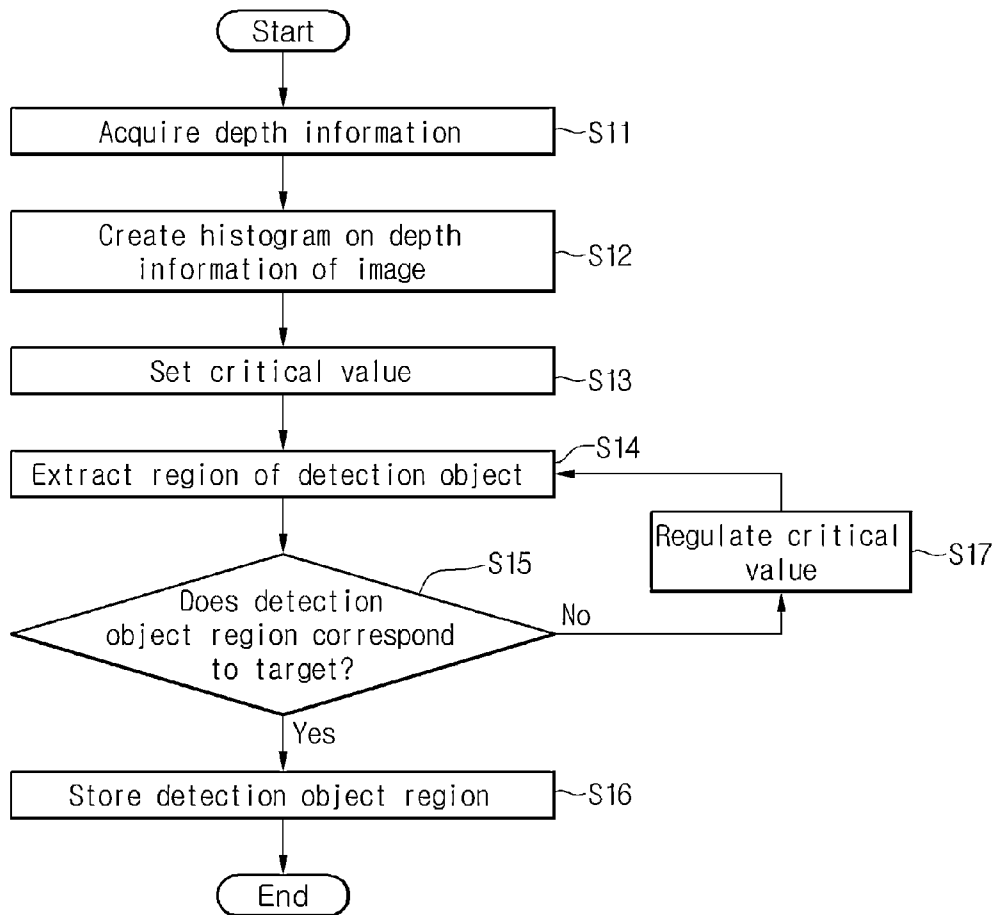 Start
Acquire depth information
S11
Create histogram on depth
information of image
S12
Set critical value
S13
Extract region of detection object
S14
Does detection
object region correspond
to target?
S15
No
Regulate critical
value
S17
Yes
Store detection object region
S16
End